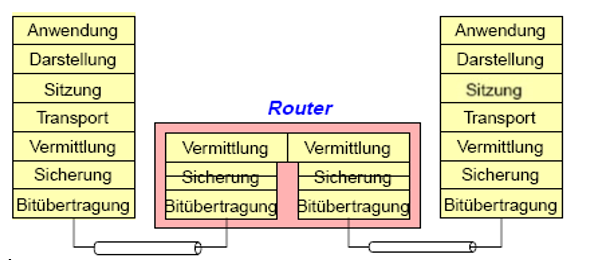 Anwendung
Darstellung
Sitzung
Transport
Vermittlung
Sicherung
Bitübertragung
Router
Vermittlung Vermittlung
Sicherung Sicherung
Bitübertragung Bitübertragung
Anwendung
Darstellung
Sitzung
Transport
Vermittlung
Sicherung
Bitübertragung